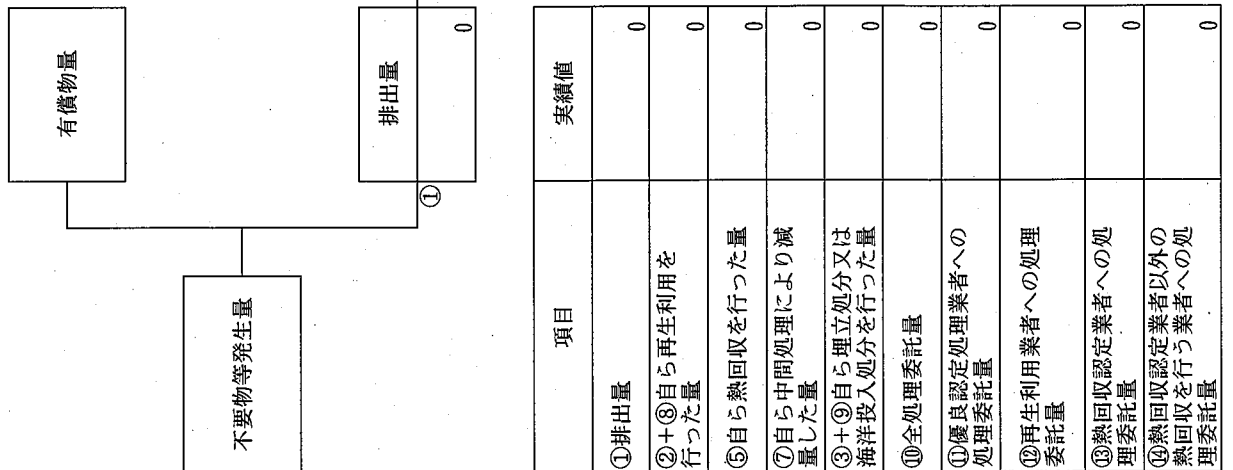 有償物量
不要物等発生量
①
排出量
0
項目
実績値
①排出量
0
②+⑧自ら再生利用を
行った量
0
⑤自ら熱回収を行った量
0
⑦自ら中間処理により減
量した量
0
③+⑨自ら埋立処分又は
海洋投入処分を行った量
0
⑩全処理委託量
0
⑪優良認定処理業者への
処理委託量
0
⑫再生利用業者への処理
委託量
0
⑬熱回収認定業者への処
理委託量
0
⑭熱回収認定業者以外の
熱回収を行う業者への処
理委託量
0